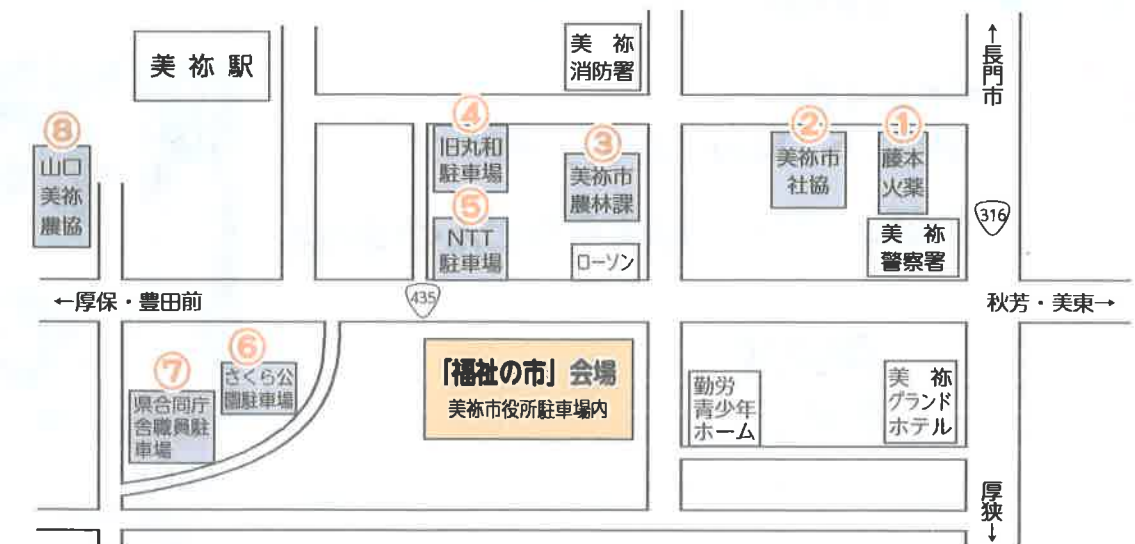 美祢駅
美祢
消防署
↑長門市
⑧
山口
美祢
農協
④
旧丸和
駐車場
③
美祢市
農林課
②
美祢市
社協
①
藤本
火薬
⑤
NTT
駐車場
ローソン
美祢
警察署
316
←厚保・豊田前
435
秋芳・美東→
⑦
県合同庁
舎職員駐
車場
⑥
さくら公
園駐車場
「福祉の市」会場
美祢市役所駐車場内
勤労
青少年
ホーム
美祢
グランド
ホテル
厚狭↓